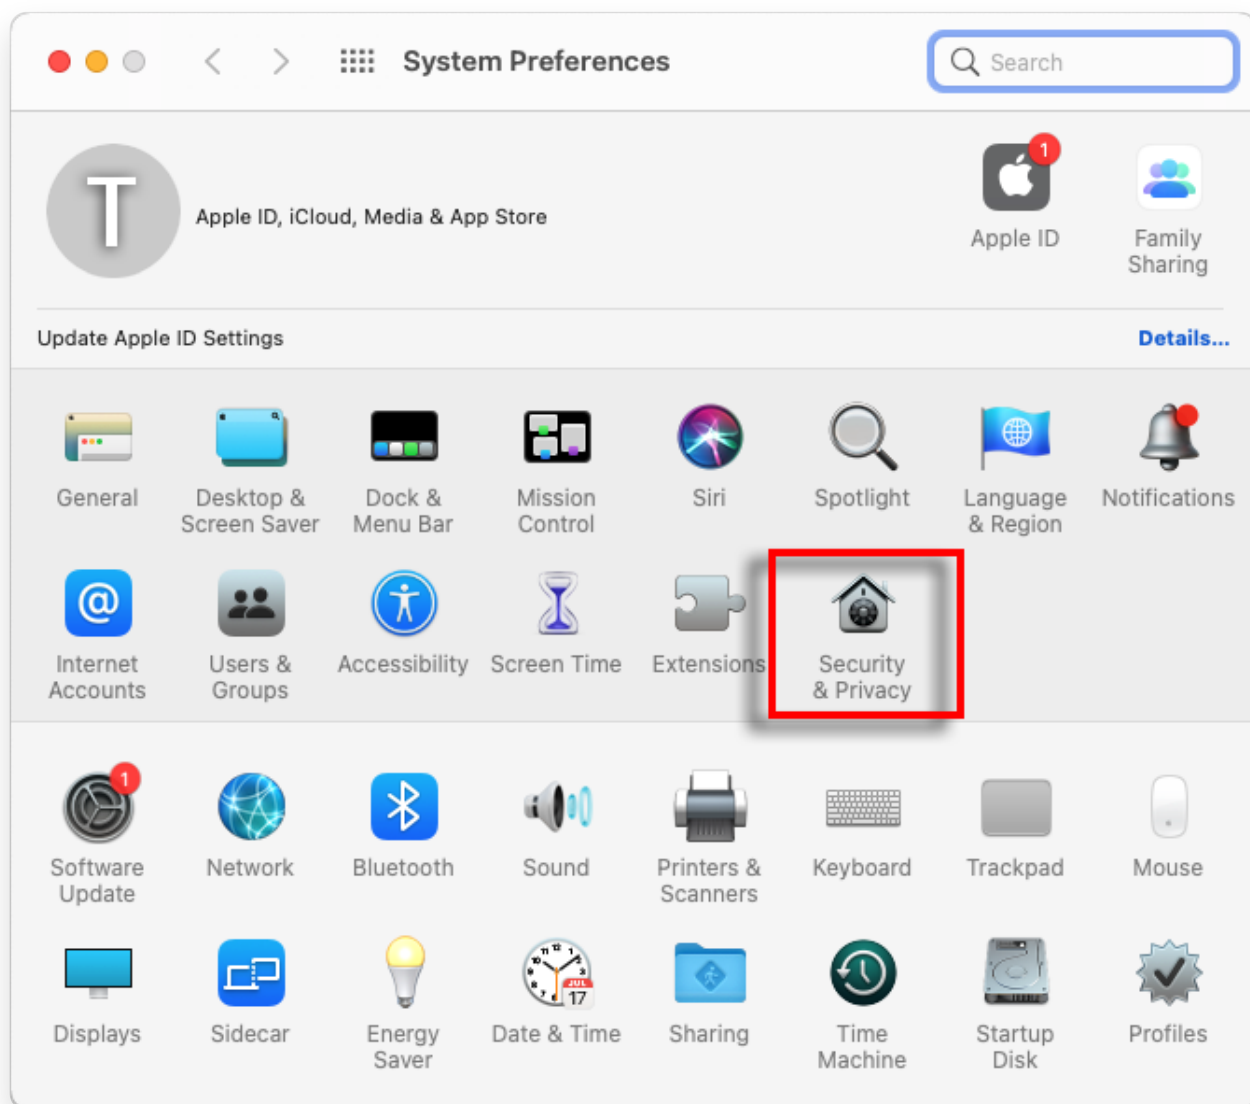 System Preferences
Search
T
1
Apple ID, iCloud, Media & App Store
Apple ID
Family
Sharing
Update Apple ID Settings
Details...
General
Desktop &
Screen Saver
Dock &
Menu Bar
Mission
Control
Siri
Spotlight
Language
& Region
Notifications
@
Internet
Accounts
Users &
Groups
Accessibility
Screen Time
Extensions
Security
& Privacy
1
Software
Update
Network
Bluetooth
Sound
Printers &
Scanners
Keyboard
Trackpad
Mouse
JUL
17
Displays
Sidecar
Energy
Saver
Date & Time
Sharing
Time
Machine
Startup
Disk
Profiles